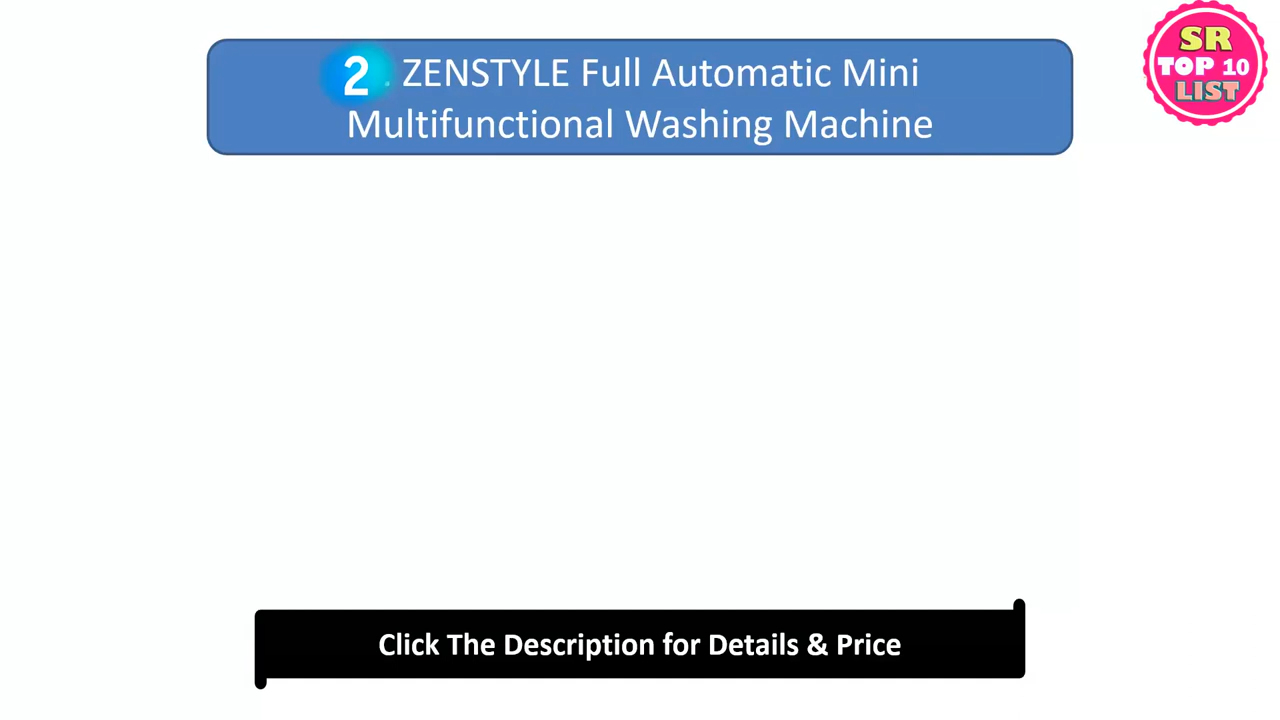 2. ZENSTYLE Full Automatic Mini
Multifunctional Washing Machine
SR
TOP 10
LIST
Click The Description for Details & Price